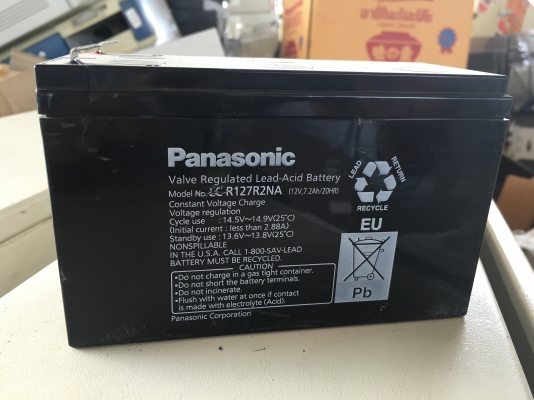 Panasonic
Valve Regulated Lead-Acid Battery
Model No. LC-R127R2NA (12V,7.2Ah/20HR)
Constant Voltage Charge
Voltage regulation
Cycle use : 14.5V~14.9V(25°C)
(Initial current : less than 2.88A)
Standby use : 13.6V~13.8V(25°C)
NONSPILLABLE
IN THE U.S.A. CALL 1-800-SAV-LEAD
BATTERY MUST BE RECYCLED.
CAUTION
•Do not charge in a gas tight container.
•Do not short the battery terminals.
•Do not incinerate.
•Flush with water at once if contact
is made with electrolyte (Acid).
Panasonic Corporation
LEAD
RETURN
RECYCLE
EU
Pb